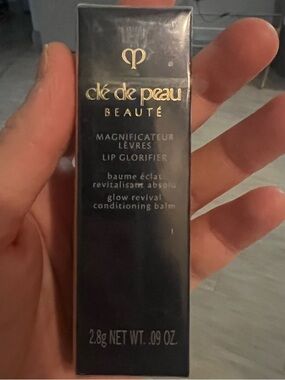 clé de peau
BEAUTÉ
MAGNIFICATEUR
LÈVRES
LIP GLORIFIER
baume éclat
revitalisant absolu
glow revival
conditioning balm
1
2.8g NET WT. .09 OZ.